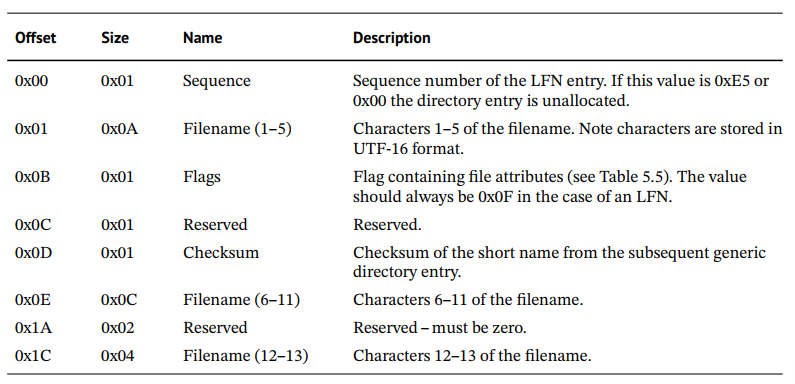 Offset Size Name Description
0x00 0x01 Sequence Sequence number of the LFN entry. If this value is 0xE5 or
0x00 the directory entry is unallocated.
0x01 0x0A Filename (1–5) Characters 1–5 of the filename. Note characters are stored in
UTF-16 format.
0x0B 0x01 Flags Flag containing file attributes (see Table 5.5). The value
should always be 0x0F in the case of an LFN.
0x0C 0x01 Reserved Reserved.
0x0D 0x01 Checksum Checksum of the short name from the subsequent generic
directory entry.
0x0E 0x0C Filename (6–11) Characters 6–11 of the filename.
0x1A 0x02 Reserved Reserved – must be zero.
0x1C 0x04 Filename (12–13) Characters 12–13 of the filename.